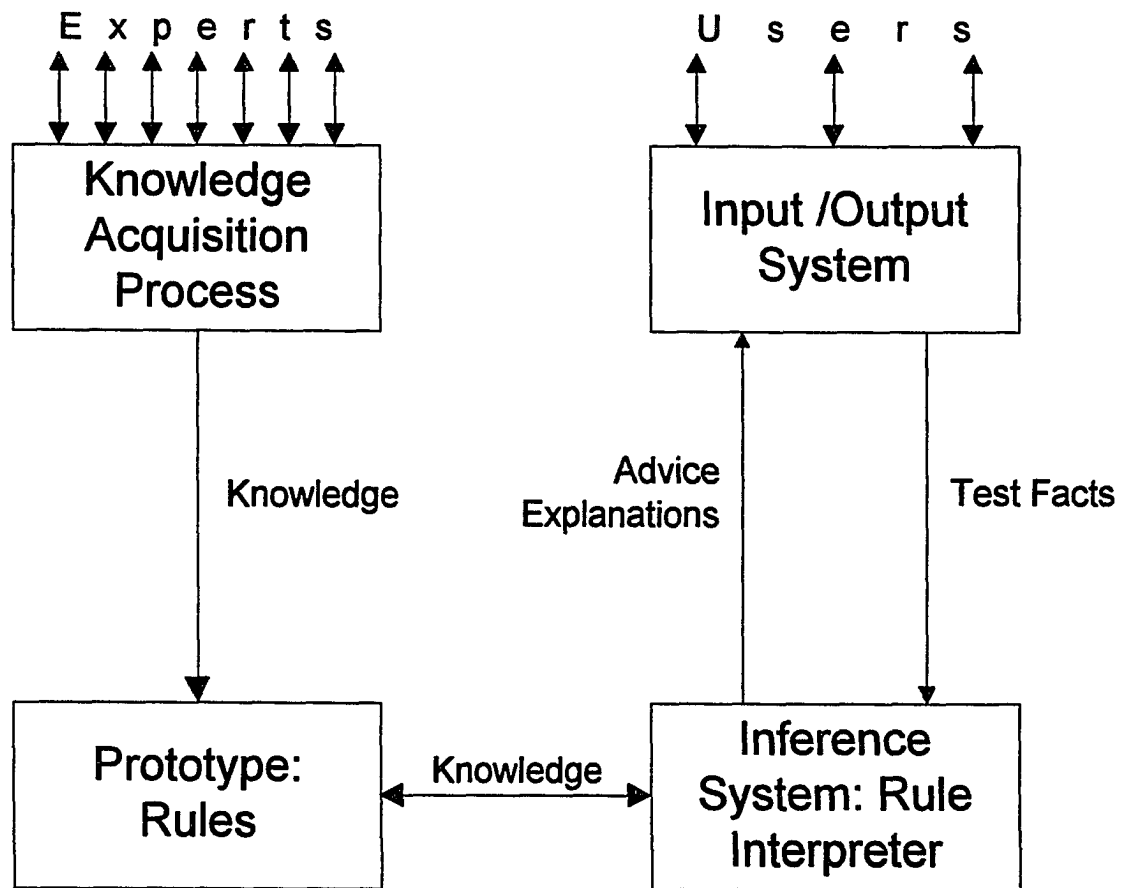 E x p e r t s
U s e r s
Knowledge
Acquisition
Process
Input /Output
System
Knowledge
Advice
Explanations
Test Facts
Prototype:
Rules
Knowledge
Inference
System: Rule
Interpreter